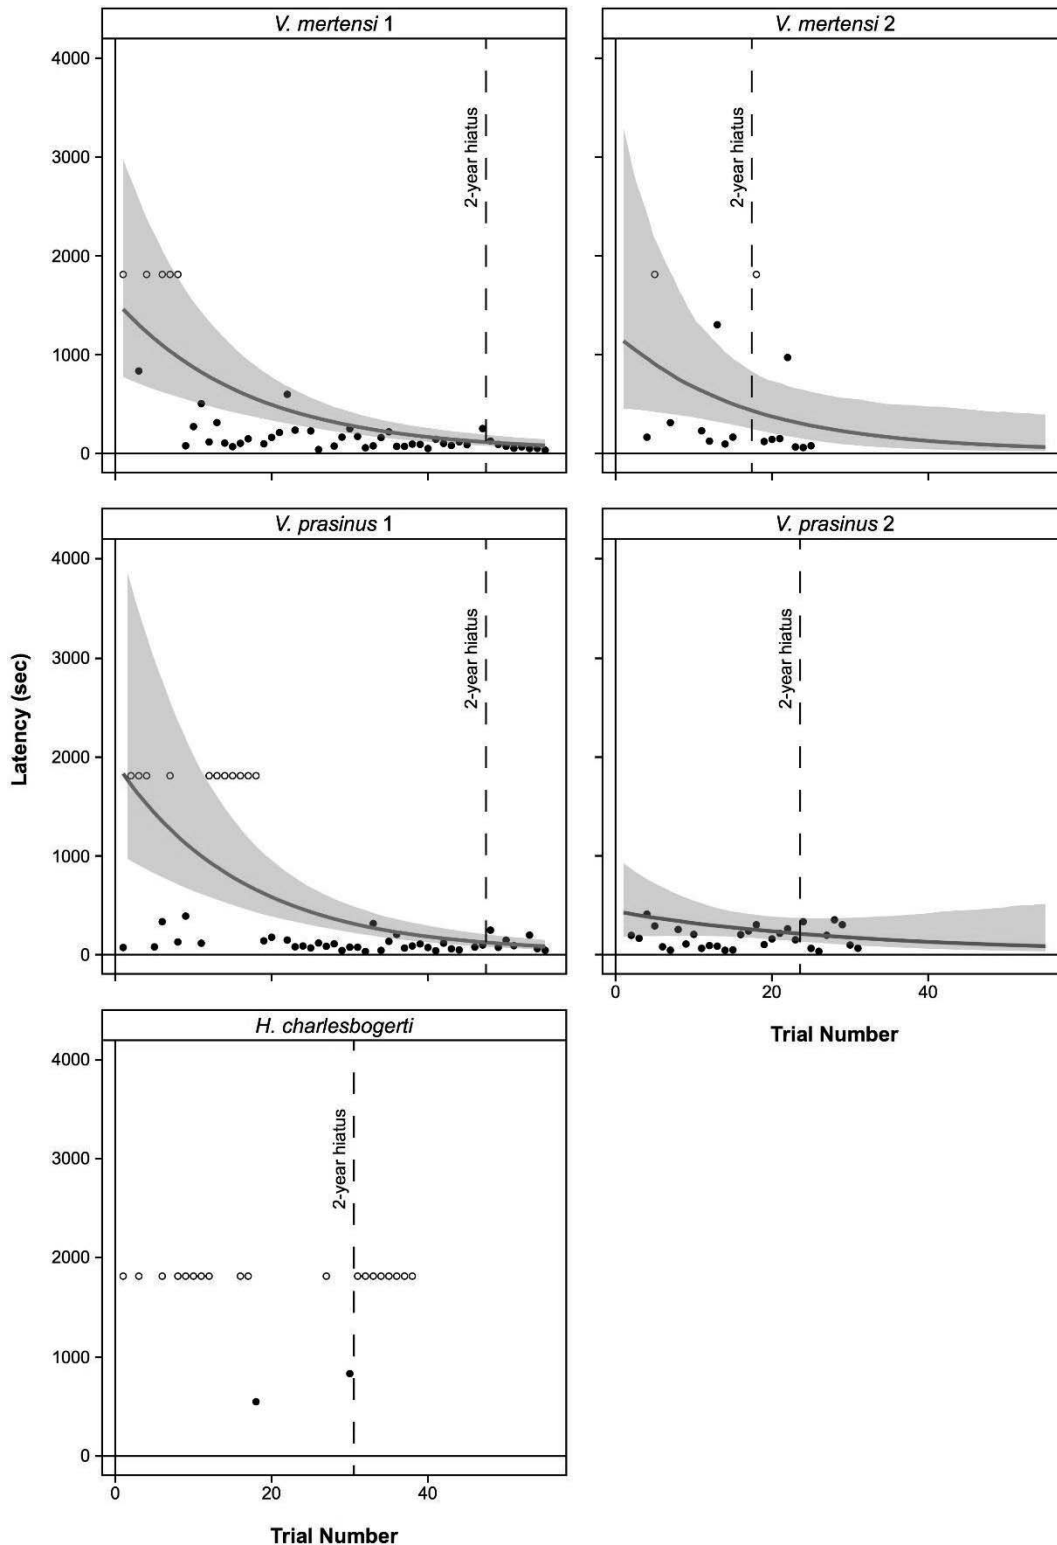 V. mertensi 1
V. mertensi 2
4000
3000
2000
1000
0
2-year hiatus
2-year hiatus
V. prasinus 1
V. prasinus 2
4000
3000
2000
1000
0
2-year hiatus
2-year hiatus
0 20 40
Trial Number
Latency (sec)
H. charlesbogerti
4000
3000
2000
1000
0
2-year hiatus
0 20 40
Trial Number